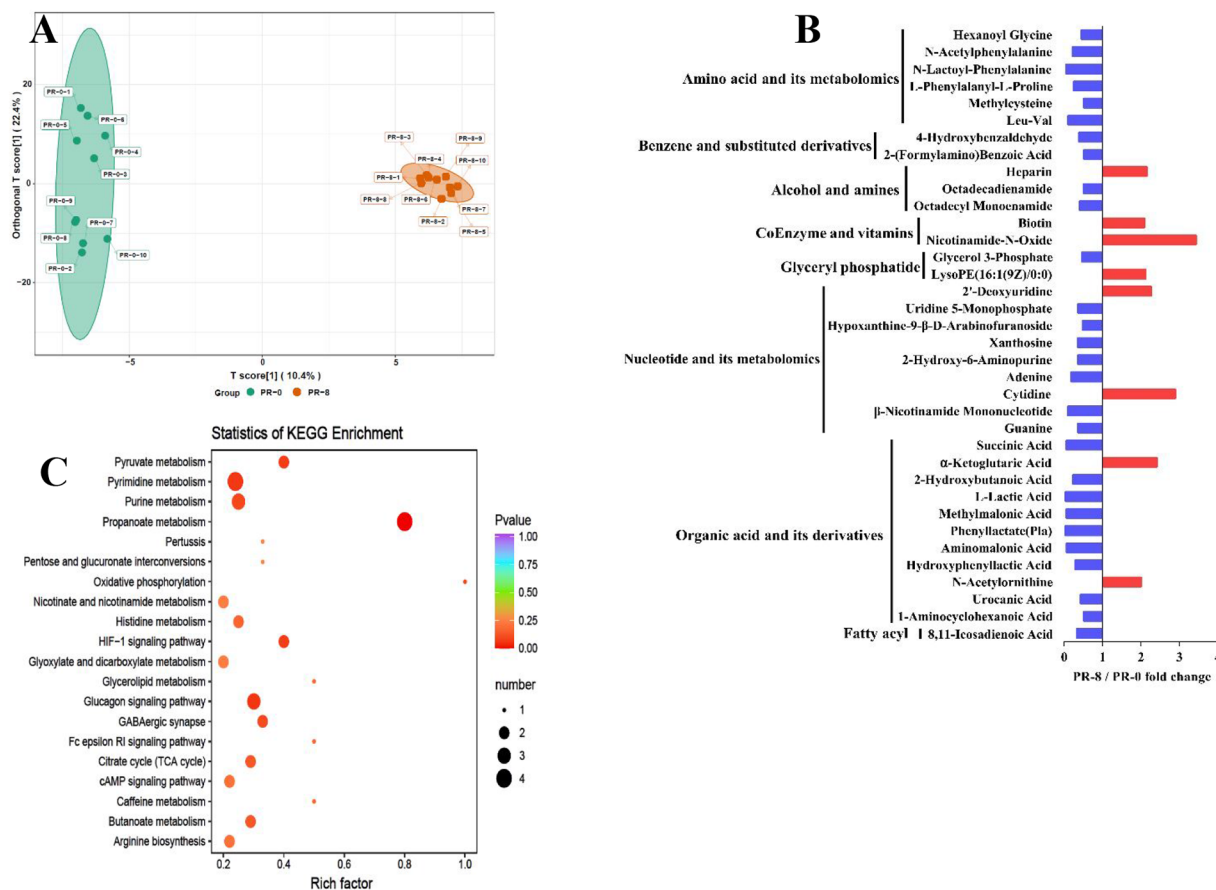 A
Orthogonal T score[1] ( 22.4%)
20
0
−20
PR−0−1
PR−0−6
PR−0−5
PR−0−4
PR−0−3
PR−0−9
PR−0−7
PR−0−8
PR−0−2
PR−0−10
PR−8−3
PR−8−9
PR−8−4
PR−8−10
PR−8−1
PR−8−8
PR−8−6
PR−8−7
PR−8−2
PR−8−5
−5
0
5
T score[1] ( 10.4%)
Group PR−0 PR−8
B
Amino acid and its metabolomics
Hexanoyl Glycine
N-Acetylphenylalanine
N-Lactoyl-Phenylalanine
L-Phenylalanyl-L-Proline
Methylcysteine
Leu-Val
Benzene and substituted derivatives
4-Hydroxybenzaldehyde
2-(Formylamino)Benzoic Acid
Alcohol and amines
Heparin
Octadecadienamide
Octadecyl Monoenamide
CoEnzyme and vitamins
Biotin
Nicotinamide-N-Oxide
Glyceryl phosphatide
Glycerol 3-Phosphate
LysoPE(16:1(9Z)/0:0)
Nucleotide and its metabolomics
2'-Deoxyuridine
Uridine 5-Monophosphate
Hypoxanthine-9-β-D-Arabinofuranoside
Xanthosine
2-Hydroxy-6-Aminopurine
Adenine
Cytidine
β-Nicotinamide Mononucleotide
Guanine
Organic acid and its derivatives
Succinic Acid
α-Ketoglutaric Acid
2-Hydroxybutanoic Acid
L-Lactic Acid
Methylmalonic Acid
Phenyllactate(Pla)
Aminomalonic Acid
Hydroxyphenyllactic Acid
N-Acetylornithine
Urocanic Acid
1-Aminocyclohexanoic Acid
Fatty acyl
8,11-Icosadienoic Acid
0 1 2 3 4
PR-8 / PR-0 fold change
C
Statistics of KEGG Enrichment
Pyruvate metabolism
Pyrimidine metabolism
Purine metabolism
Propanoate metabolism
Pertussis
Pentose and glucuronate interconversions
Oxidative phosphorylation
Nicotinate and nicotinamide metabolism
Histidine metabolism
HIF−1 signaling pathway
Glyoxylate and dicarboxylate metabolism
Glycerolipid metabolism
Glucagon signaling pathway
GABAergic synapse
Fc epsilon RI signaling pathway
Citrate cycle (TCA cycle)
cAMP signaling pathway
Caffeine metabolism
Butanoate metabolism
Arginine biosynthesis
0.2 0.4 0.6 0.8 1.0
Rich factor
Pvalue
1.00
0.75
0.50
0.25
0.00
number
1
2
3
4